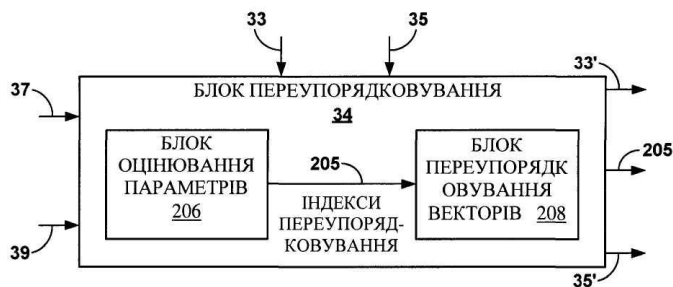 33
35
33'
37
БЛОК ПЕРЕУПОРЯДКОВУВАННЯ
34
БЛОК
ОЦІНЮВАННЯ
ПАРАМЕТРІВ
206
205
ІНДЕКСИ
ПЕРЕУПОРЯД-
КОВУВАННЯ
БЛОК
ПЕРЕУПОРЯДК
ОВУВАННЯ
ВЕКТОРІВ 208
205
39
35'